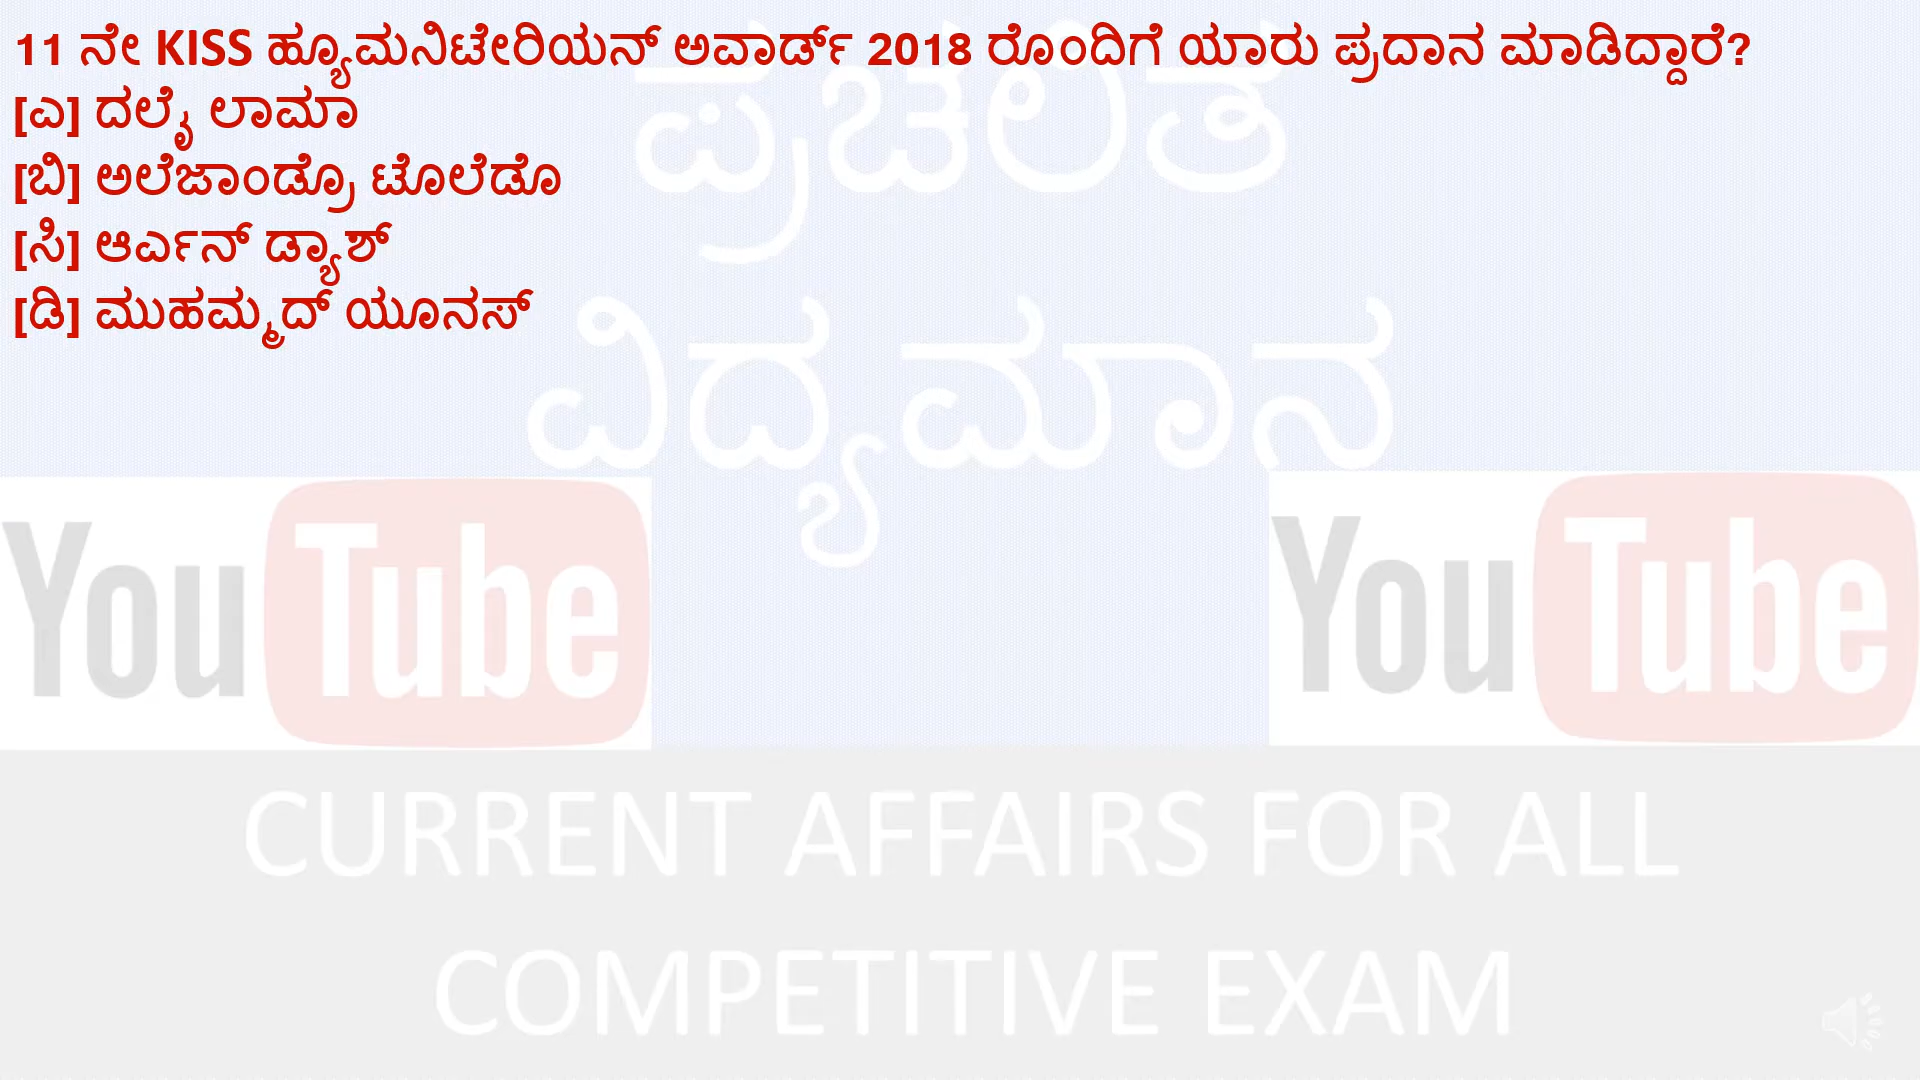 11 ನೇ KISS ಹ್ಯೂಮನಿಟೇರಿಯನ್ ಅವಾರ್ಡ್ 2018 ರೊಂದಿಗೆ ಯಾರು ಪ್ರದಾನ ಮಾಡಿದ್ದಾರೆ?
[ಎ] ದಲೈ ಲಾಮಾ
[ಬಿ] ಅಲೆಜಾಂಡ್ರೊ ಟೊಲೆಡೊ
[ಸಿ] ಆರ್ಎನ್ ಡ್ಯಾಶ್
[ಡಿ] ಮುಹಮ್ಮದ್ ಯೂನಸ್
ಪ್ರಚಲಿತ
ವಿದ್ಯಮಾನ
YouTube
YouTube
CURRENT AFFAIRS FOR ALL
COMPETITIVE EXAM